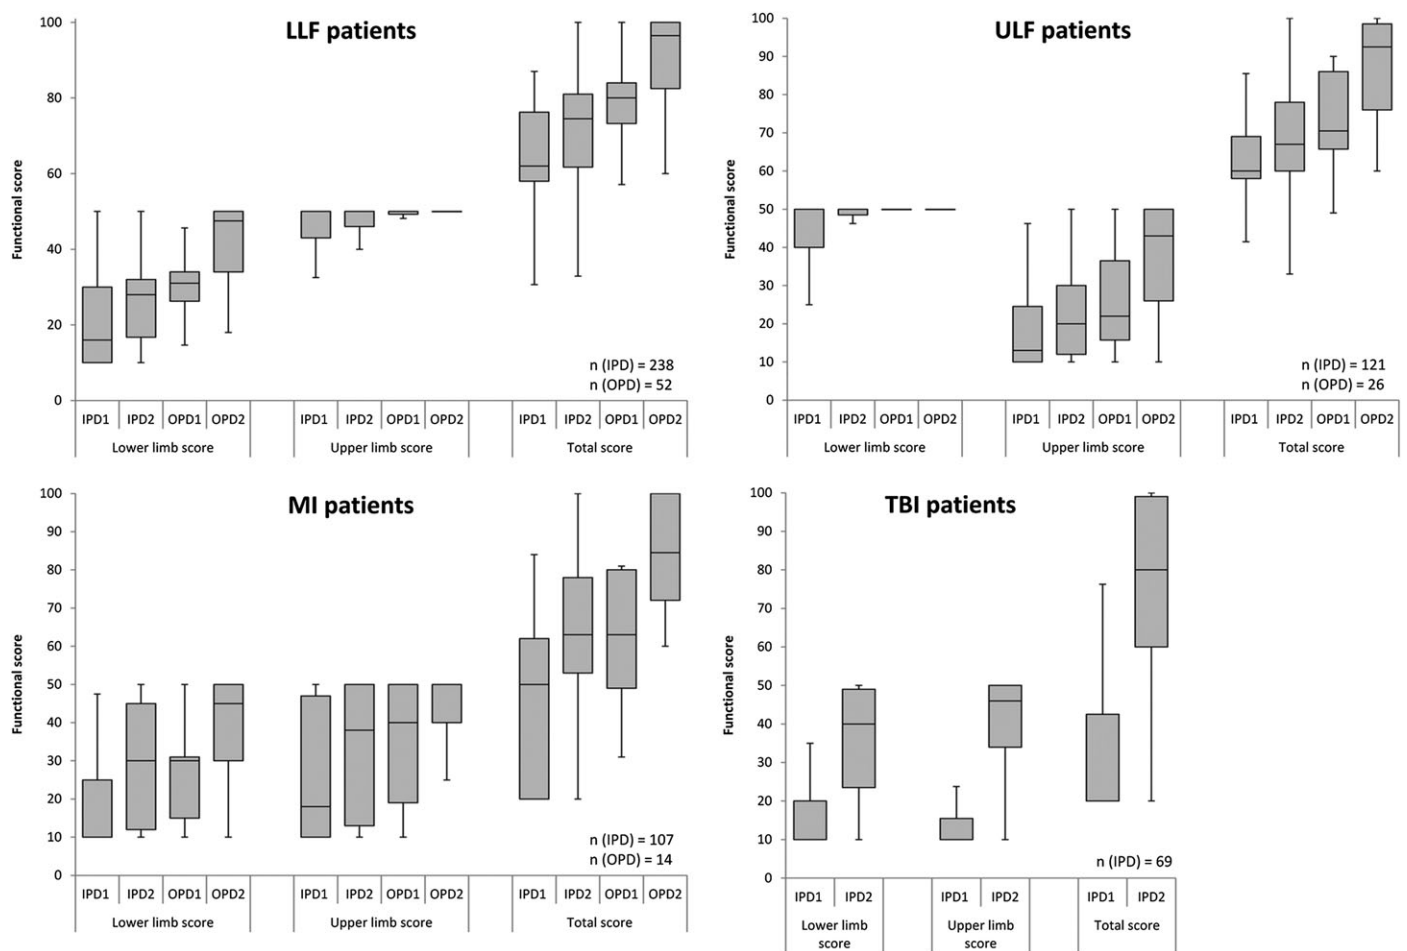 LLF patients
Functional score
100
80
60
40
20
0
n (IPD) = 238
n (OPD) = 52
IPD1 IPD2 OPD1 OPD2 IPD1 IPD2 OPD1 OPD2 IPD1 IPD2 OPD1 OPD2
Lower limb score Upper limb score Total score
ULF patients
Functional score
100
90
80
70
60
50
40
30
20
10
0
n (IPD) = 121
n (OPD) = 26
IPD1 IPD2 OPD1 OPD2 IPD1 IPD2 OPD1 OPD2 IPD1 IPD2 OPD1 OPD2
Lower limb score Upper limb score Total score
MI patients
Functional score
100
90
80
70
60
50
40
30
20
10
0
n (IPD) = 107
n (OPD) = 14
IPD1 IPD2 OPD1 OPD2 IPD1 IPD2 OPD1 OPD2 IPD1 IPD2 OPD1 OPD2
Lower limb score Upper limb score Total score
TBI patients
Functional score
100
90
80
70
60
50
40
30
20
10
0
n (IPD) = 69
IPD1 IPD2 IPD1 IPD2 IPD1 IPD2
Lower limb Upper limb Total score
score score